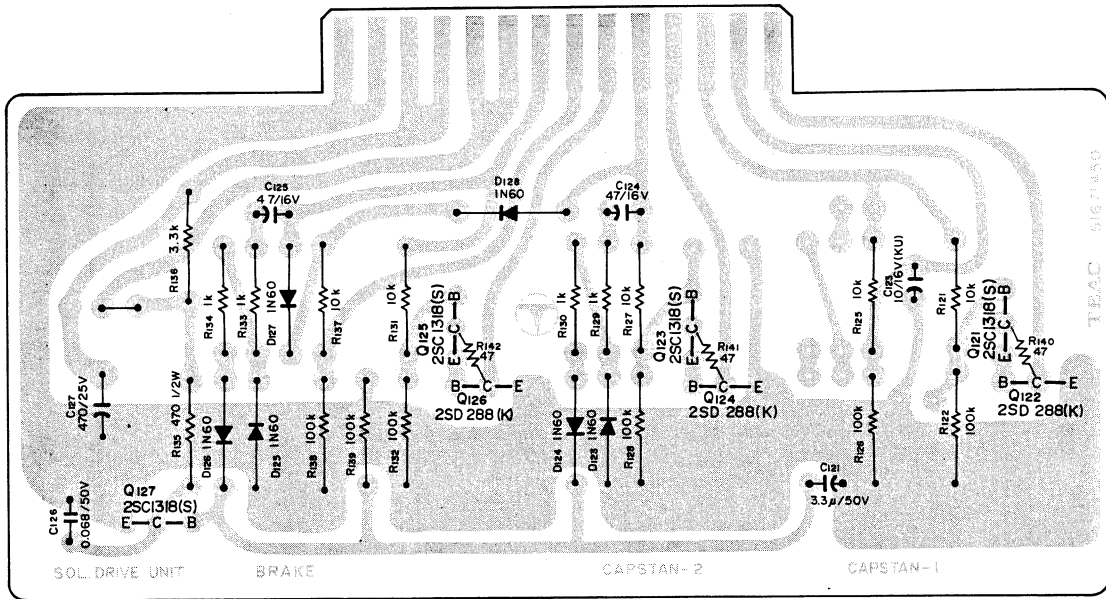 C125
47/16V
D128
1N60
C124
47/16V
R136 3.3k
R134 1k
R133 1k
D127 1N60
R137 10k
R131 10k
Q125
2SC1318(S)
B
C
E
R142
47
B C E
Q126
2SD 288(K)
R130 1k
R129 1k
R127 10k
Q123
2SC1318(S)
B
C
E
R141
47
B C E
Q124
2SD 288(K)
R125 10k
C123
10/16V(KU)
R121 10k
Q121
2SC1318(S)
B
C
E
R140
47
B C E
Q122
2SD 288(K)
TEAC 51671650
C127
470/25V
R135 470 1/2W
D126 1N60
D125 1N60
R138 100k
R139 100k
R132 100k
D124 1N60
D123 1N60
R128 100k
R126 100k
R122 100k
C121
3.3μ/50V
C126
0.068/50V
Q127
2SC1318(S)
E C B
SOL. DRIVE UNIT
BRAKE
CAPSTAN-2
CAPSTAN-1